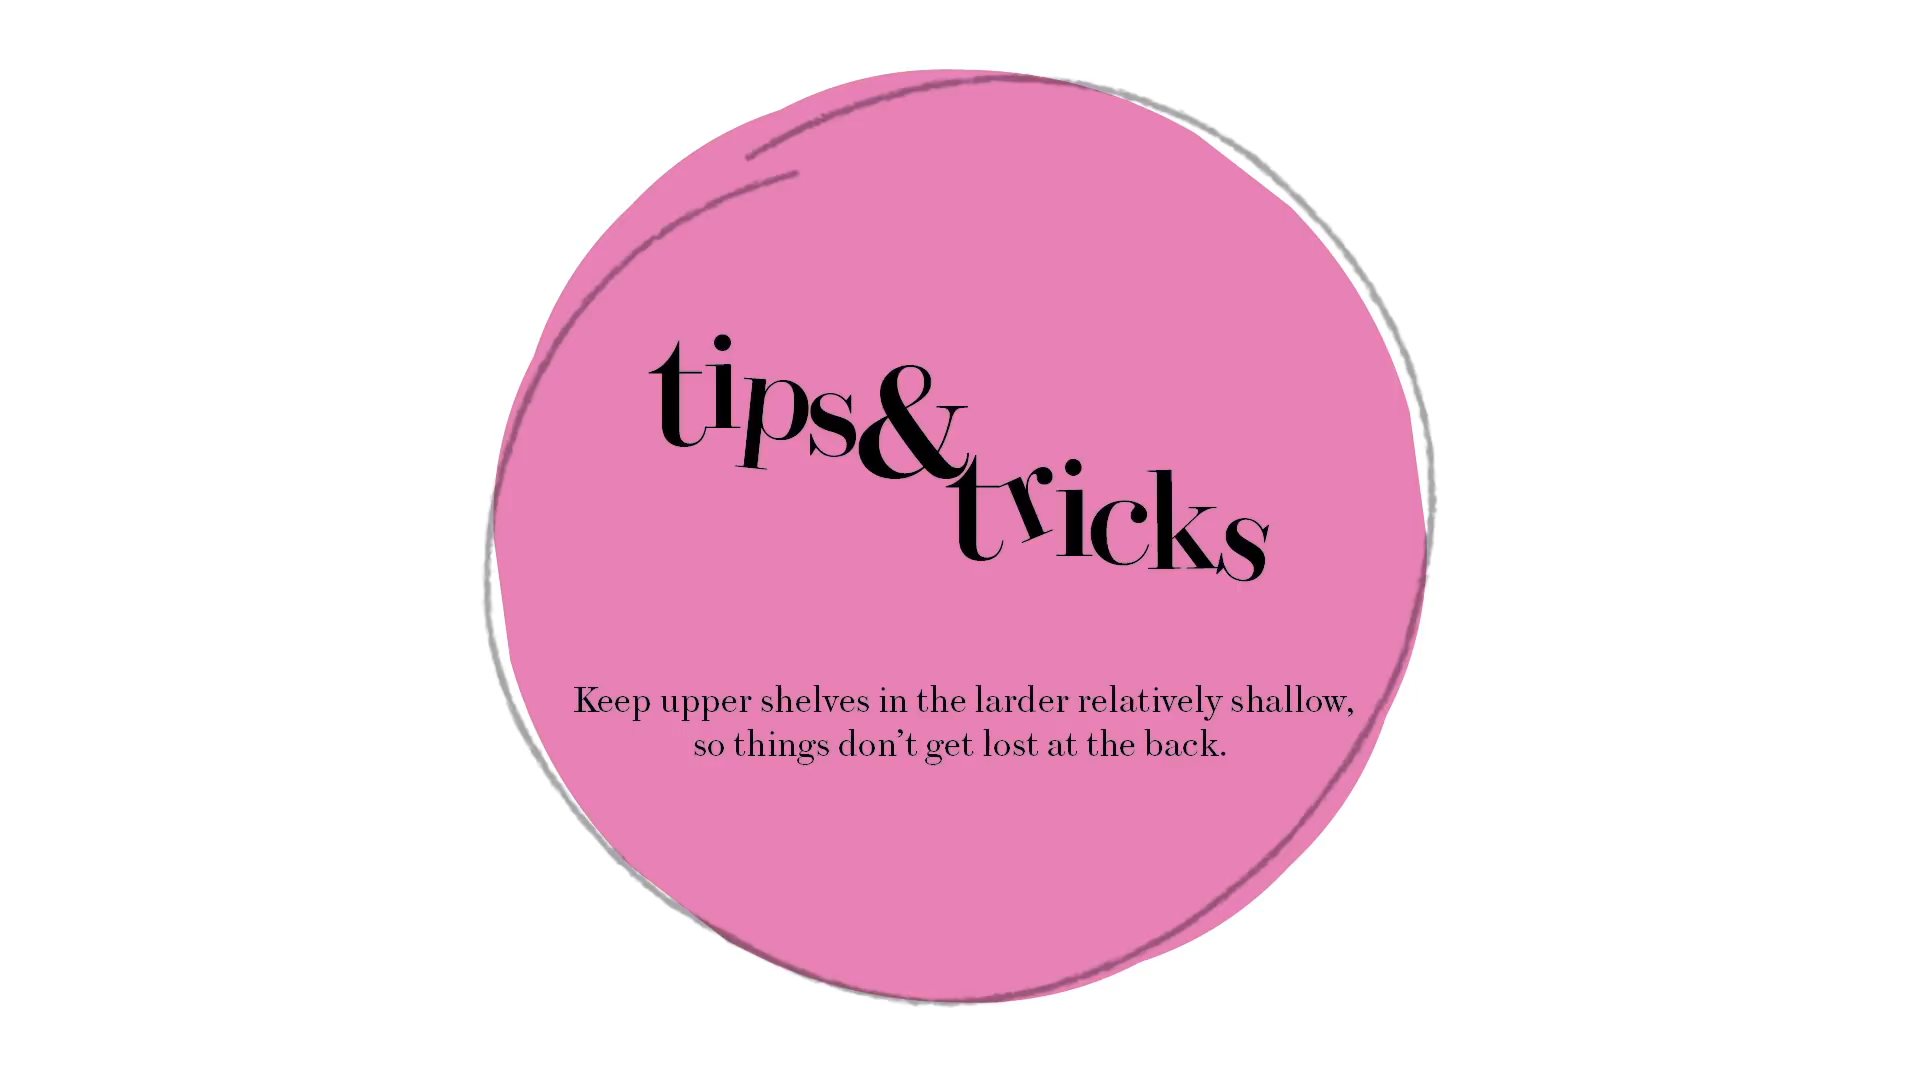 tips&
tricks
Keep upper shelves in the larder relatively shallow,
so things don’t get lost at the back.